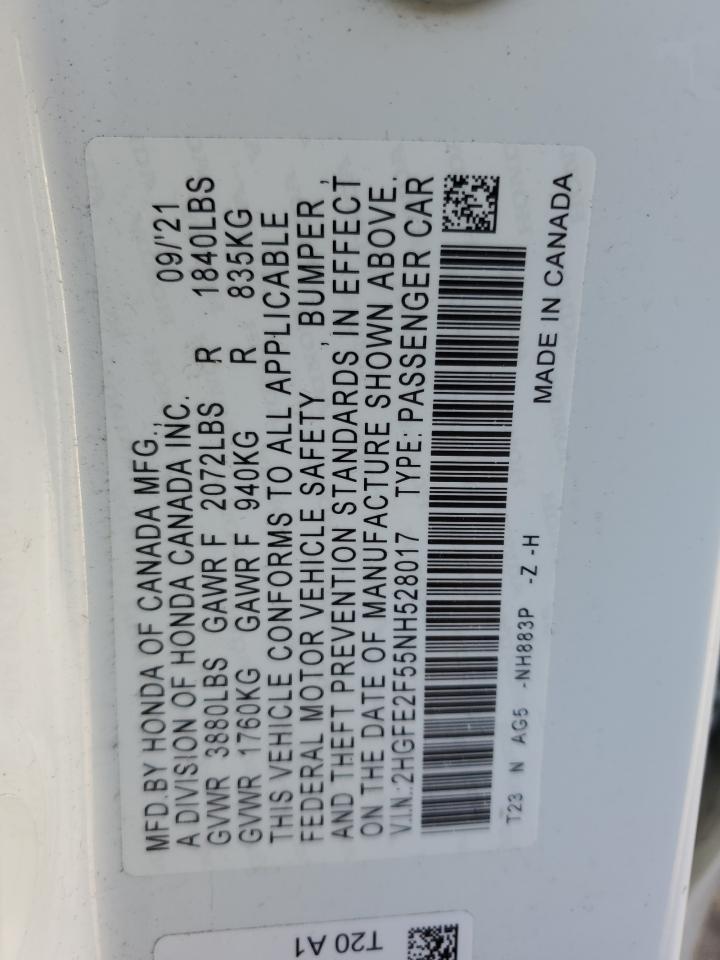 MFD.BY HONDA OF CANADA MFG., 09/'21
A DIVISION OF HONDA CANADA INC.
GVWR 3880LBS GAWR F 2072LBS R 1840LBS
GVWR 1760KG GAWR F 940KG R 835KG
THIS VEHICLE CONFORMS TO ALL APPLICABLE
FEDERAL MOTOR VEHICLE SAFETY , BUMPER ,
AND THEFT PREVENTION STANDARDS IN EFFECT
ON THE DATE OF MANUFACTURE SHOWN ABOVE.
V.I.N.:2HGFE2F55NH528017 TYPE: PASSENGER CAR
T23 N AG5 -NH883P -Z -H
MADE IN CANADA
T20 A1